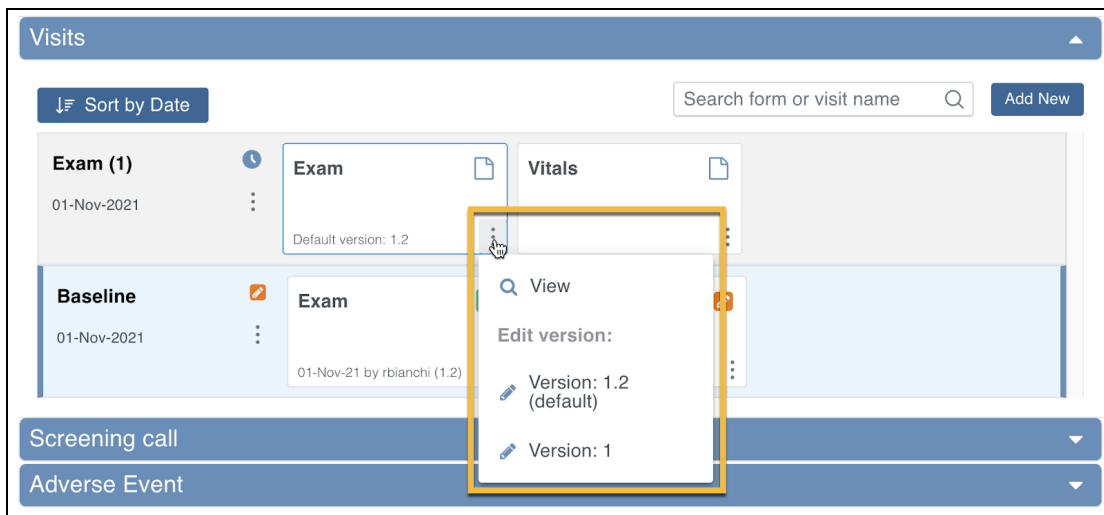 Visits
Sort by Date
Search form or visit name
Add New
Exam (1)
01-Nov-2021
Exam
Default version: 1.2
Vitals
Baseline
01-Nov-2021
Exam
01-Nov-21 by rbianchi (1.2)
View
Edit version:
Version: 1.2
(default)
Version: 1
Screening call
Adverse Event